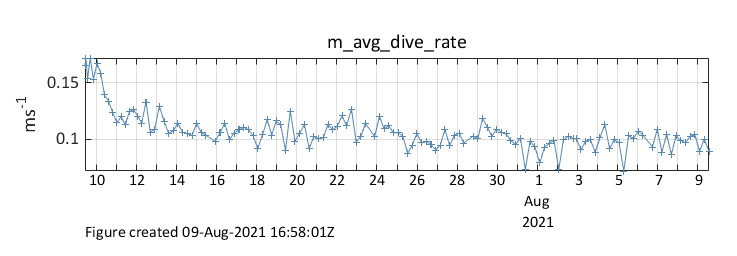 m_avg_dive_rate
0.15
0.1
ms-1
10 12 14 16 18 20 22 24 26 28 30 1 3 5 7 9
Aug
2021
Figure created 09-Aug-2021 16:58:01Z